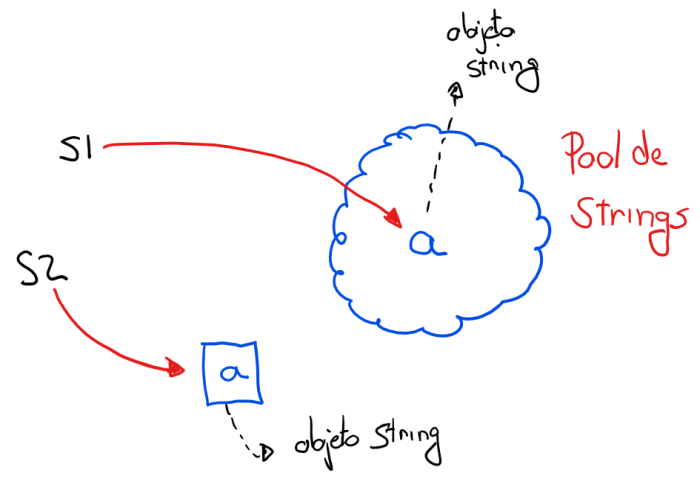 objeto
string
S1
Pool de
Strings
a
S2
a
objeto String